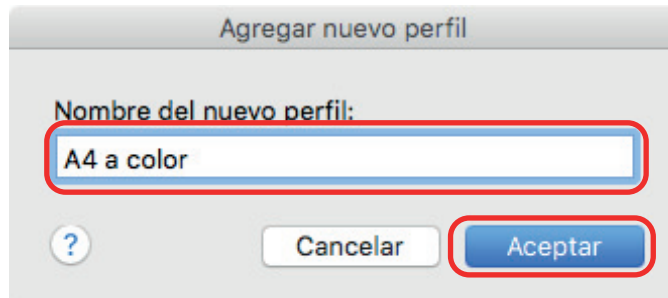 Agregar nuevo perfil
Nombre del nuevo perfil:
A4 a color
? Cancelar Aceptar